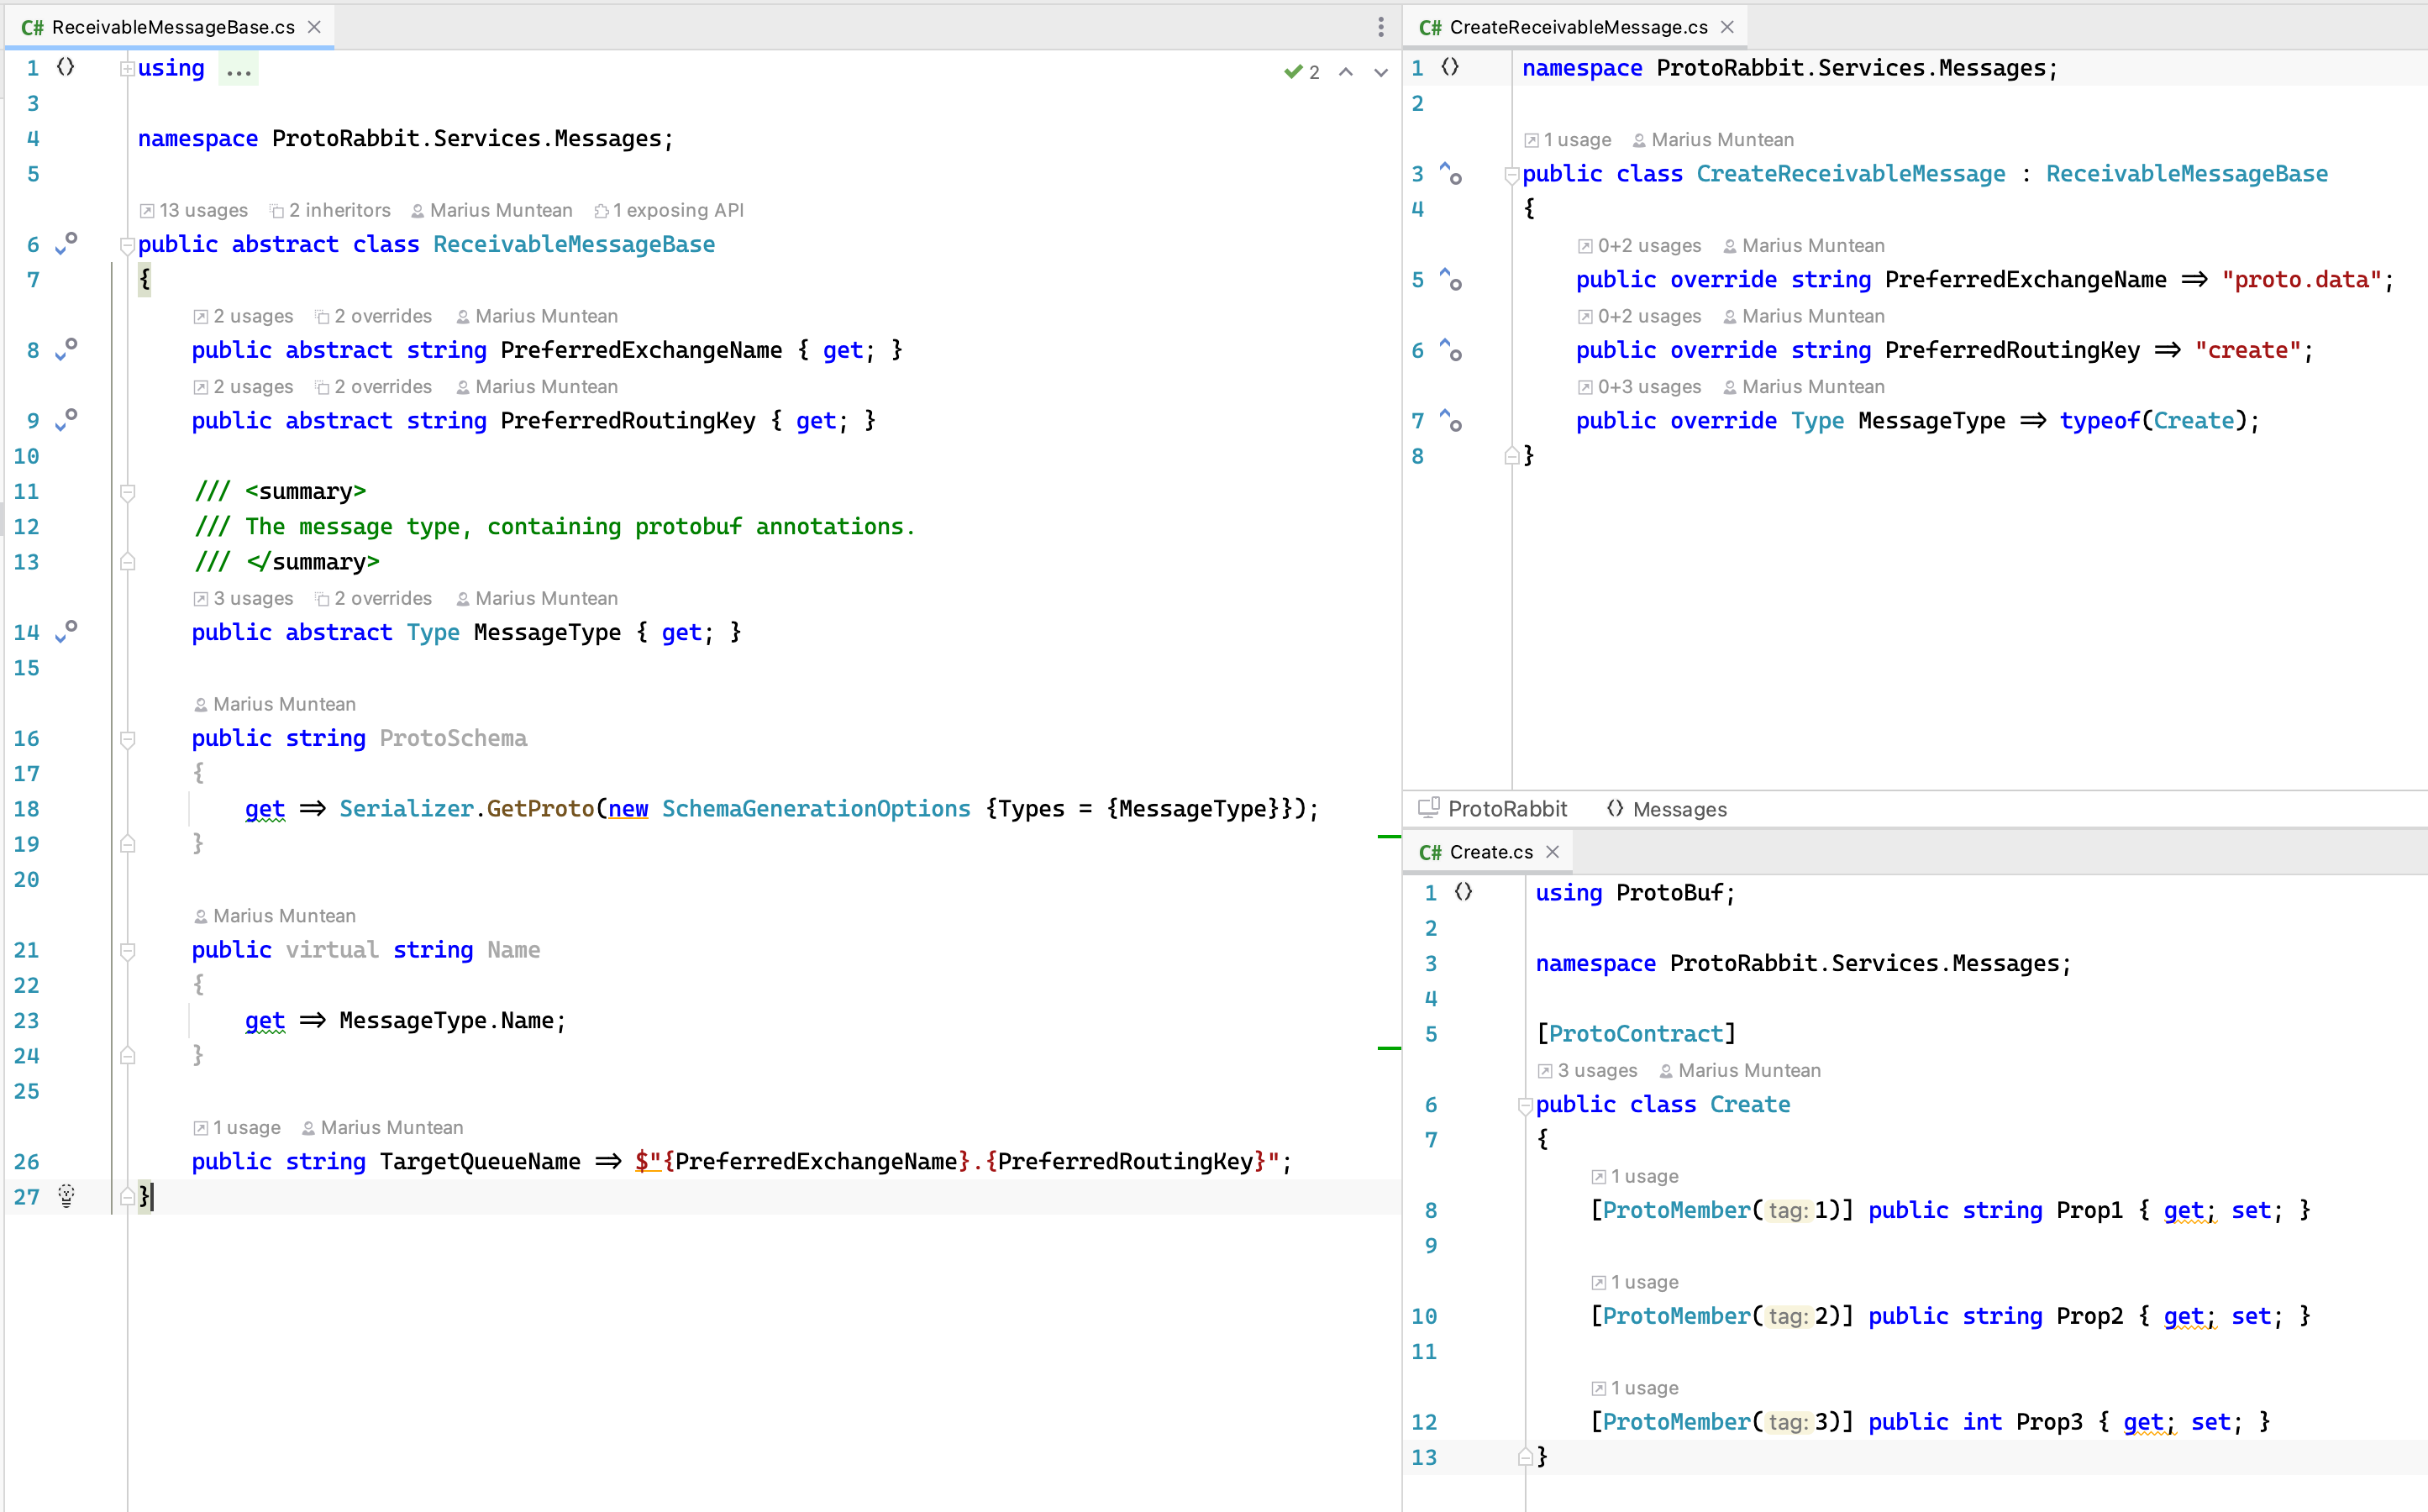 C# ReceivableMessageBase.cs
2
1 using ...
3
4 namespace ProtoRabbit.Services.Messages;
5
13 usages 2 inheritors Marius Muntean 1 exposing API
6 public abstract class ReceivableMessageBase
7 {
2 usages 2 overrides Marius Muntean
8 public abstract string PreferredExchangeName { get; }
2 usages 2 overrides Marius Muntean
9 public abstract string PreferredRoutingKey { get; }
10
11 /// <summary>
12 /// The message type, containing protobuf annotations.
13 /// </summary>
3 usages 2 overrides Marius Muntean
14 public abstract Type MessageType { get; }
15
Marius Muntean
16 public string ProtoSchema
17 {
18 get => Serializer.GetProto(new SchemaGenerationOptions {Types = {MessageType}});
19 }
20
Marius Muntean
21 public virtual string Name
22 {
23 get => MessageType.Name;
24 }
25
1 usage Marius Muntean
26 public string TargetQueueName => $"{PreferredExchangeName}.{PreferredRoutingKey}";
27 }
C# CreateReceivableMessage.cs
1 namespace ProtoRabbit.Services.Messages;
2
1 usage Marius Muntean
3 public class CreateReceivableMessage : ReceivableMessageBase
4 {
0+2 usages Marius Muntean
5 public override string PreferredExchangeName => "proto.data";
0+2 usages Marius Muntean
6 public override string PreferredRoutingKey => "create";
0+3 usages Marius Muntean
7 public override Type MessageType => typeof(Create);
8 }
ProtoRabbit Messages
C# Create.cs
1 using ProtoBuf;
2
3 namespace ProtoRabbit.Services.Messages;
4
5 [ProtoContract]
3 usages Marius Muntean
6 public class Create
7 {
1 usage
8 [ProtoMember(tag:1)] public string Prop1 { get; set; }
9
1 usage
10 [ProtoMember(tag:2)] public string Prop2 { get; set; }
11
1 usage
12 [ProtoMember(tag:3)] public int Prop3 { get; set; }
13 }